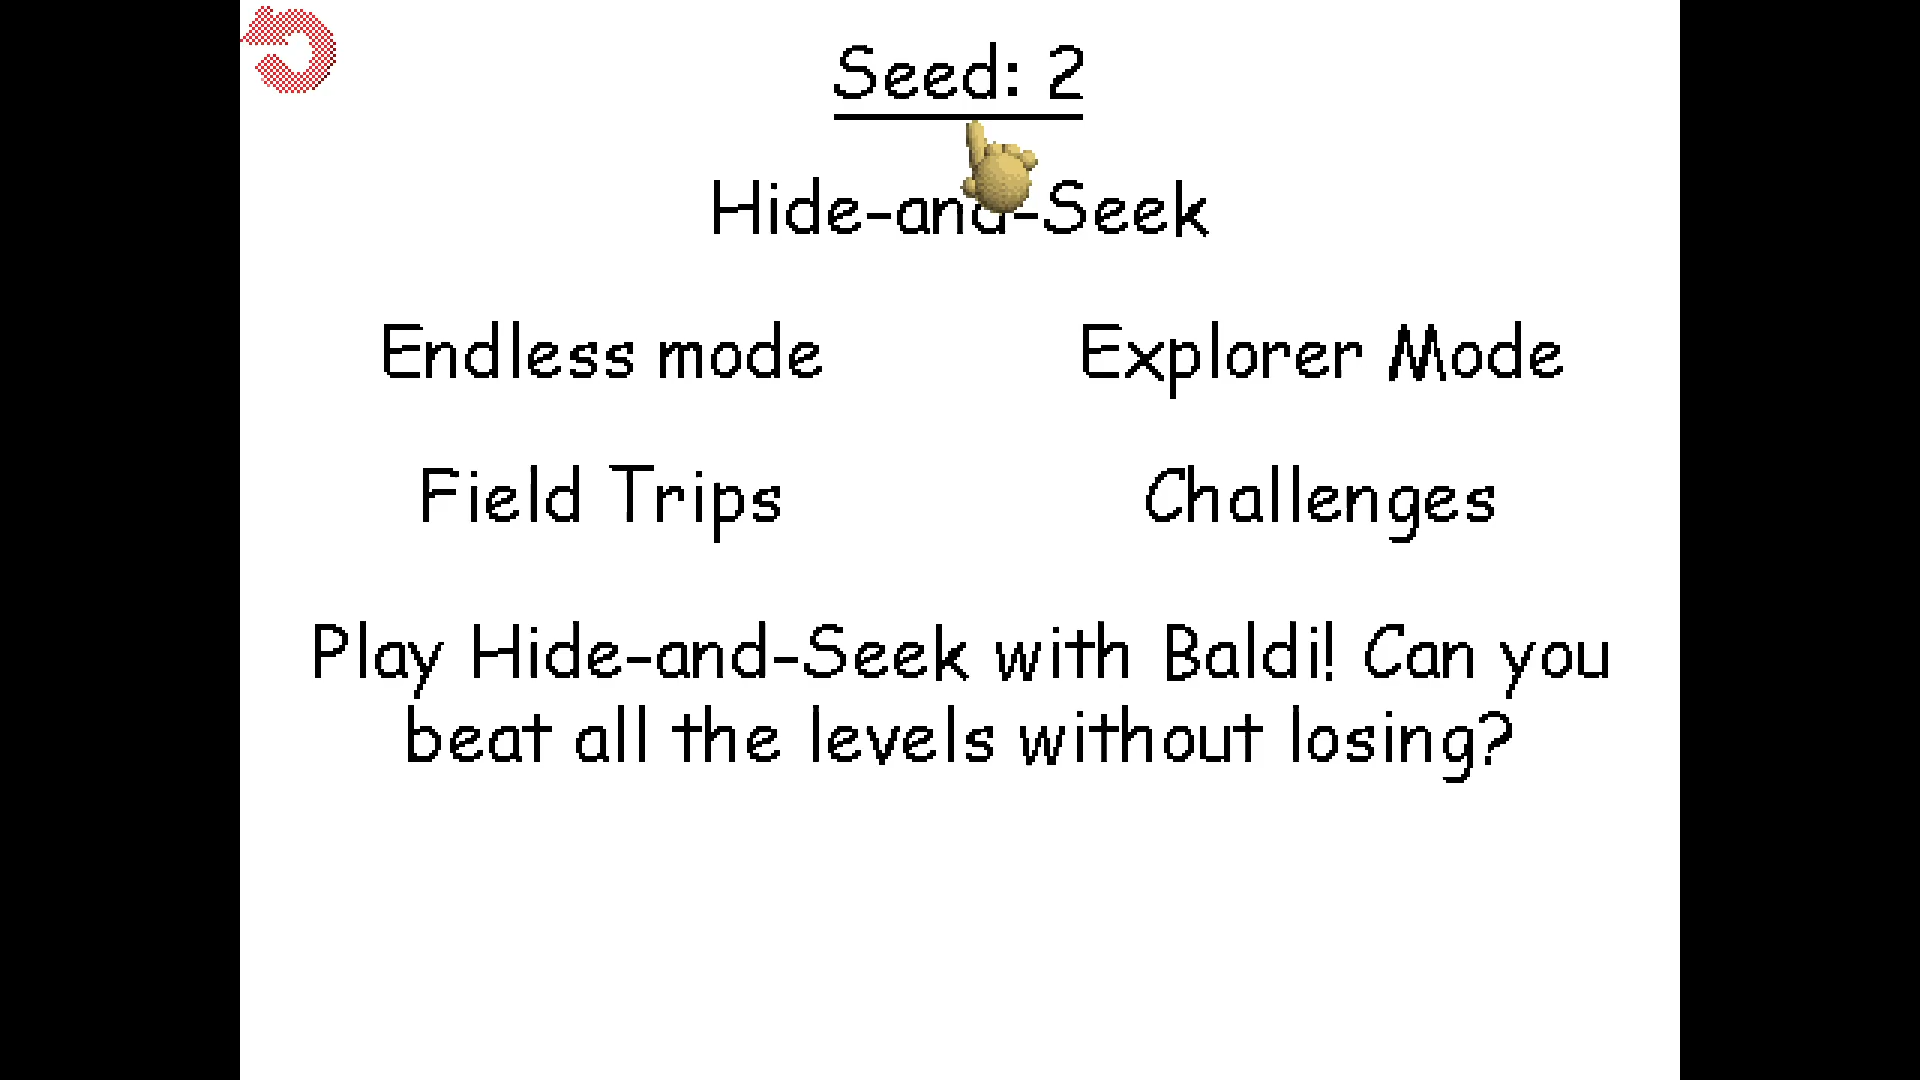 Seed: 2
Hide-and-Seek
Endless mode
Explorer Mode
Field Trips
Challenges
Play Hide-and-Seek with Baldi! Can you
beat all the levels without losing?